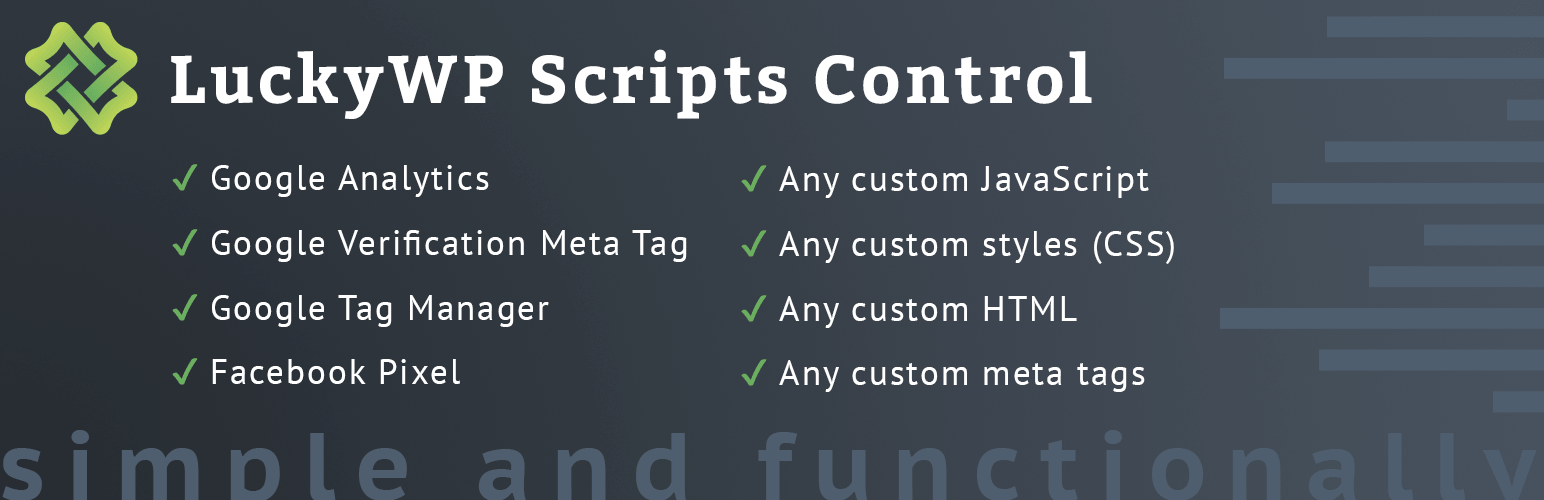 LuckyWP Scripts Control
✓ Google Analytics
✓ Google Verification Meta Tag
✓ Google Tag Manager
✓ Facebook Pixel
✓ Any custom JavaScript
✓ Any custom styles (CSS)
✓ Any custom HTML
✓ Any custom meta tags
simple and functionally